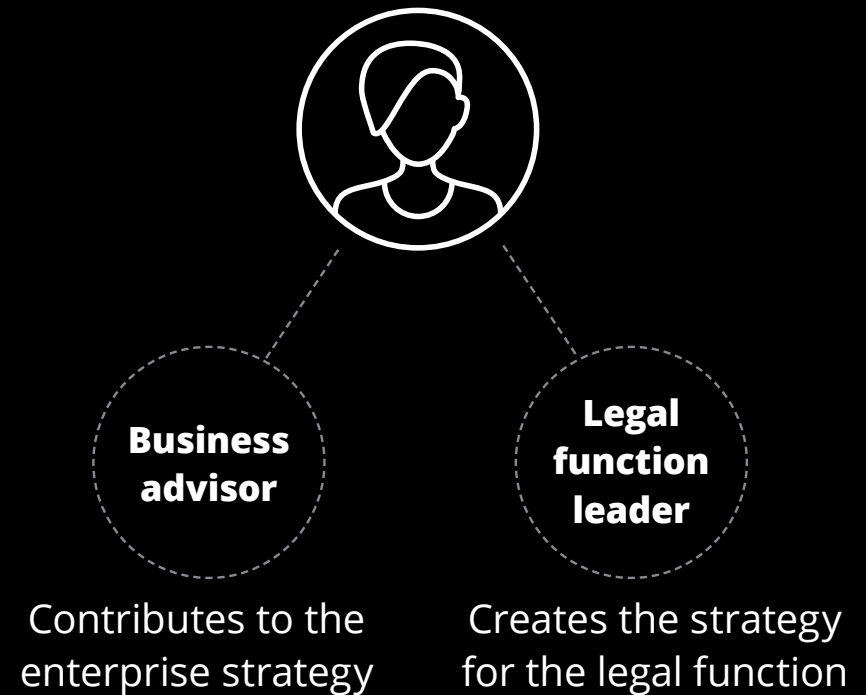 Business
advisor
Legal
function
leader
Contributes to the
enterprise strategy
Creates the strategy
for the legal function